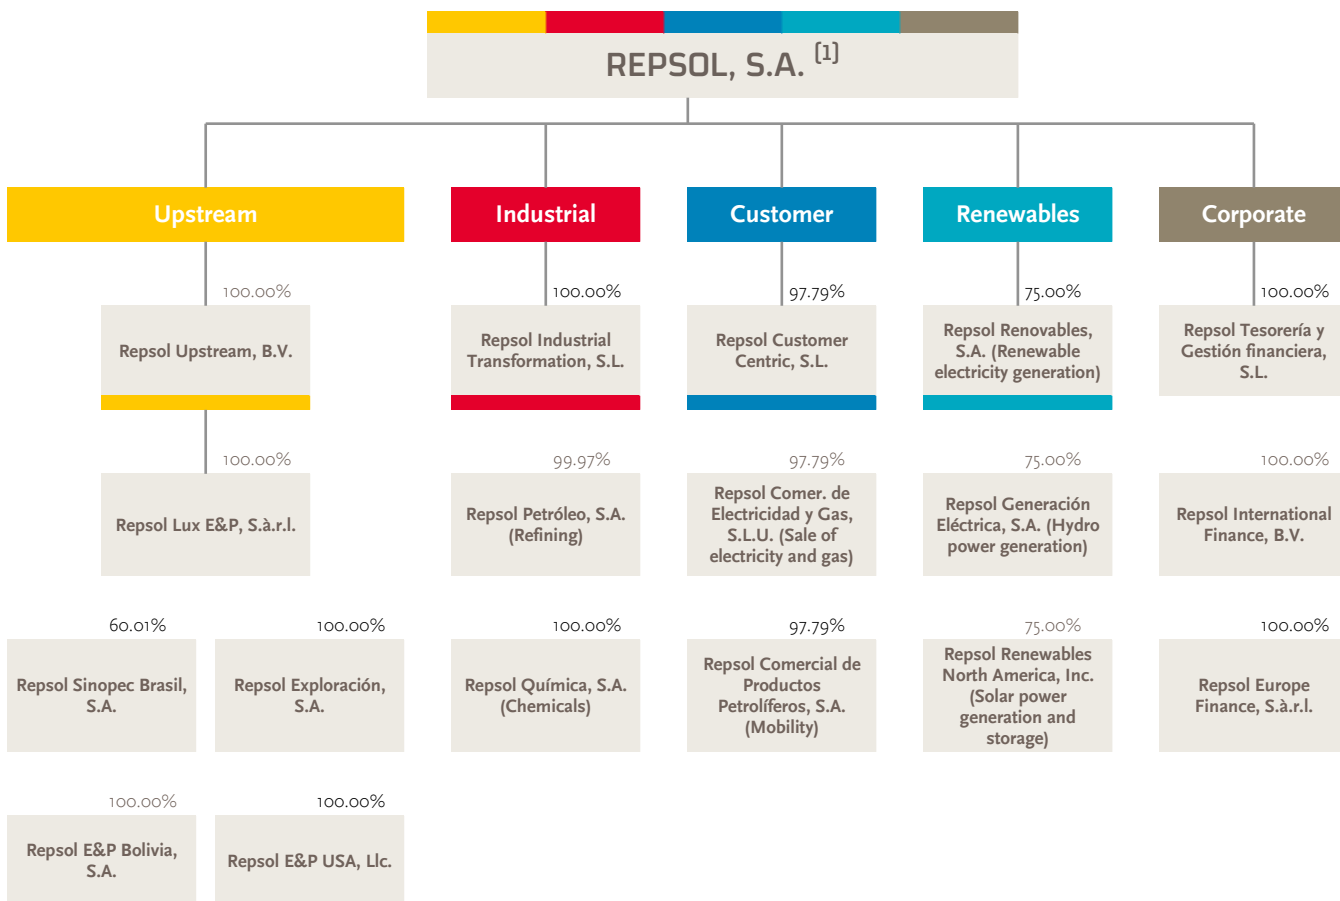 REPSOL, S.A. [1]
Upstream
Industrial
Customer
Renewables
Corporate
100.00%
100.00%
97.79%
75.00%
100.00%
Repsol Upstream, B.V.
Repsol Industrial
Transformation, S.L.
Repsol Customer
Centric, S.L.
Repsol Renovables,
S.A. (Renewable
electricity generation)
Repsol Tesorería y
Gestión financiera,
S.L.
100.00%
99.97%
97.79%
75.00%
100.00%
Repsol Lux E&P, S.à.r.l.
Repsol Petróleo, S.A.
(Refining)
Repsol Comer. de
Electricidad y Gas,
S.L.U. (Sale of
electricity and gas)
Repsol Generación
Eléctrica, S.A. (Hydro
power generation)
Repsol International
Finance, B.V.
60.01%
100.00%
100.00%
97.79%
75.00%
100.00%
Repsol Sinopec Brasil,
S.A.
Repsol Exploración,
S.A.
Repsol Química, S.A.
(Chemicals)
Repsol Comercial de
Productos
Petrolíferos, S.A.
(Mobility)
Repsol Renewables
North America, Inc.
(Solar power
generation and
storage)
Repsol Europe
Finance, S.à.r.l.
100.00%
100.00%
Repsol E&P Bolivia,
S.A.
Repsol E&P USA, Llc.